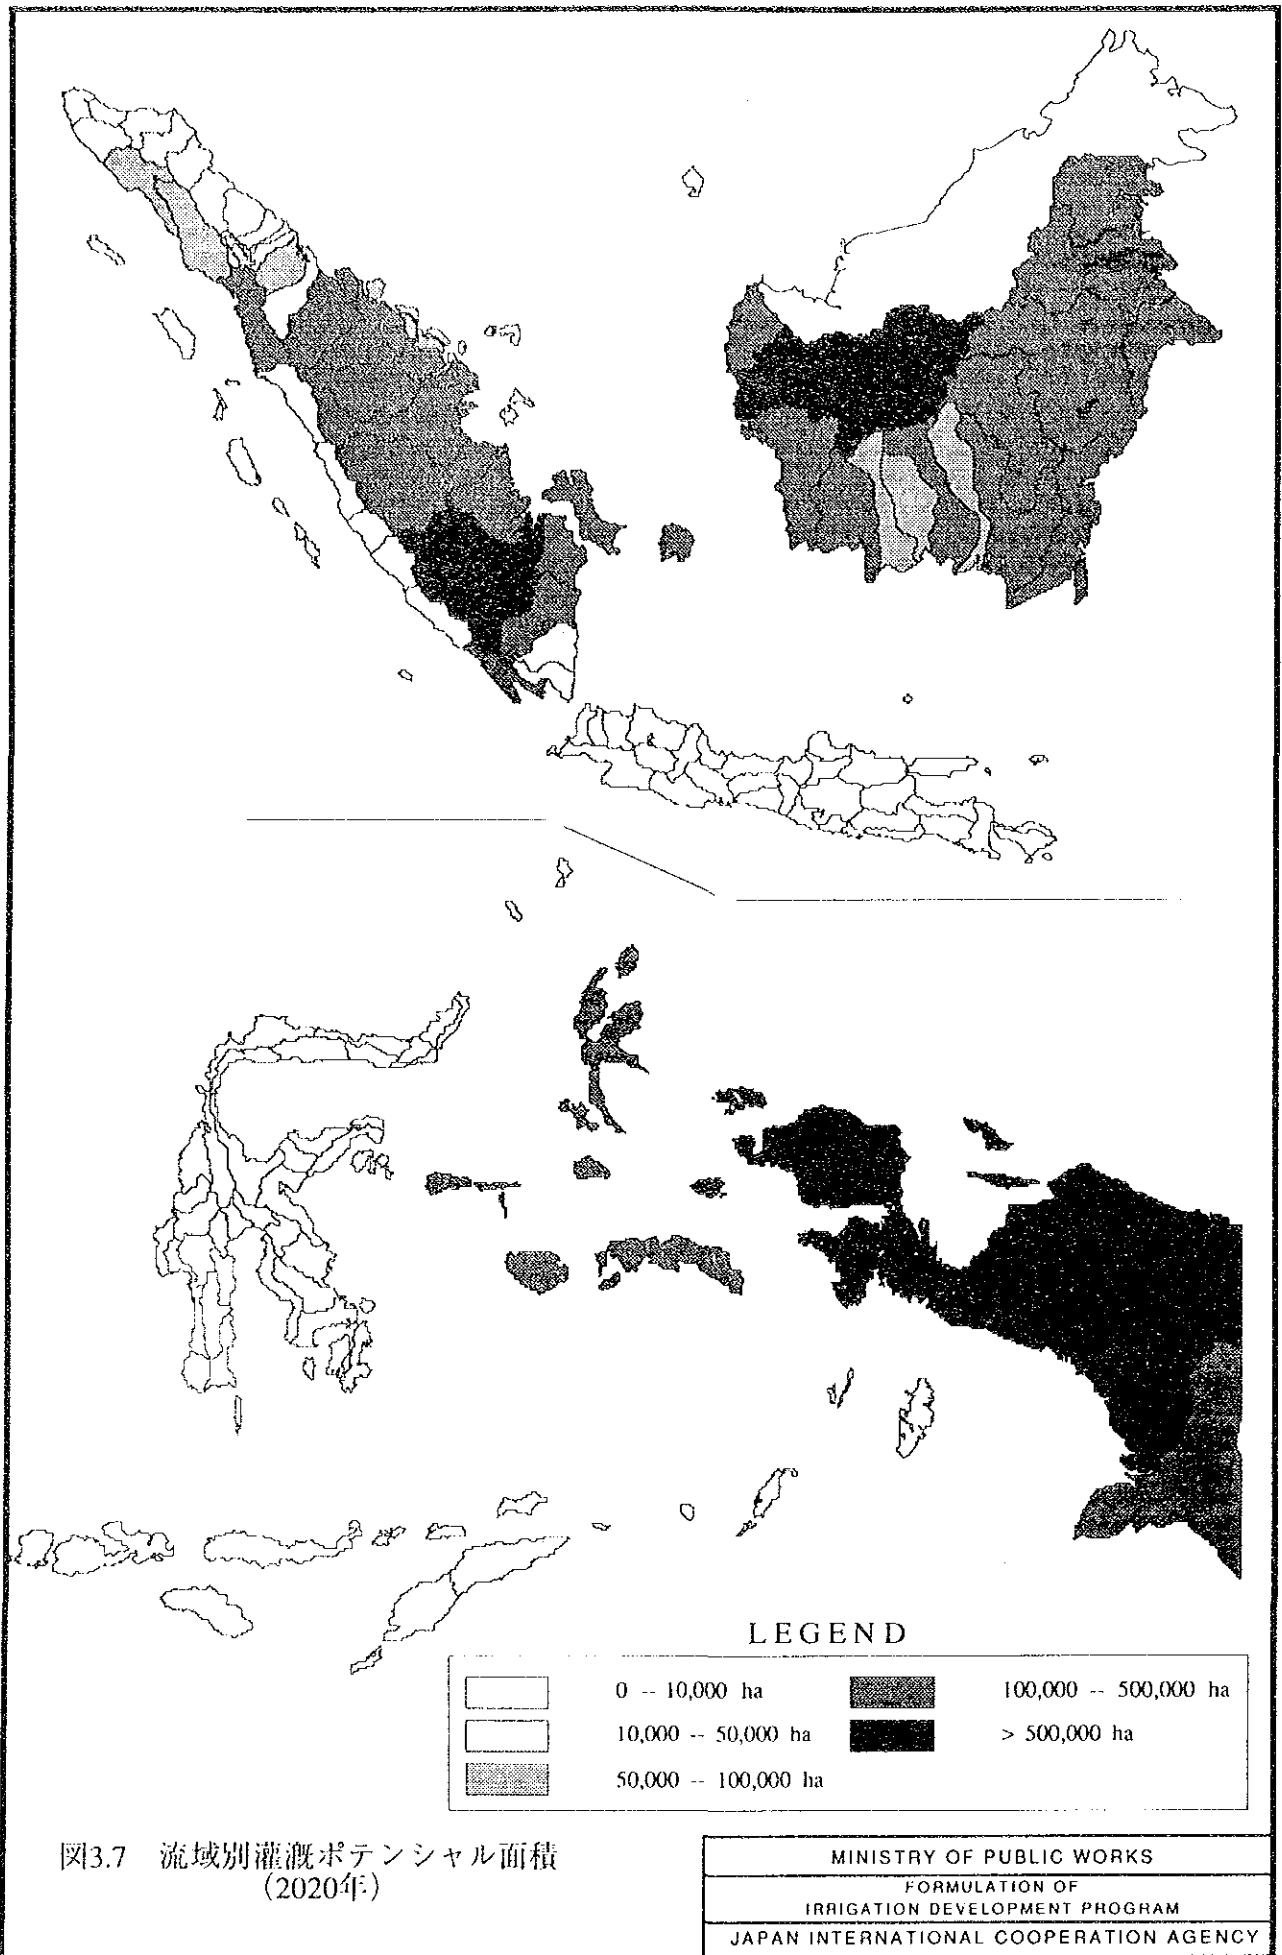 LEGEND
0 -- 10,000 ha
10,000 -- 50,000 ha
50,000 -- 100,000 ha
100,000 -- 500,000 ha
> 500,000 ha
図3.7 流域別灌漑ポテンシャル面積
(2020年)
MINISTRY OF PUBLIC WORKS
FORMULATION OF
IRRIGATION DEVELOPMENT PROGRAM
JAPAN INTERNATIONAL COOPERATION AGENCY